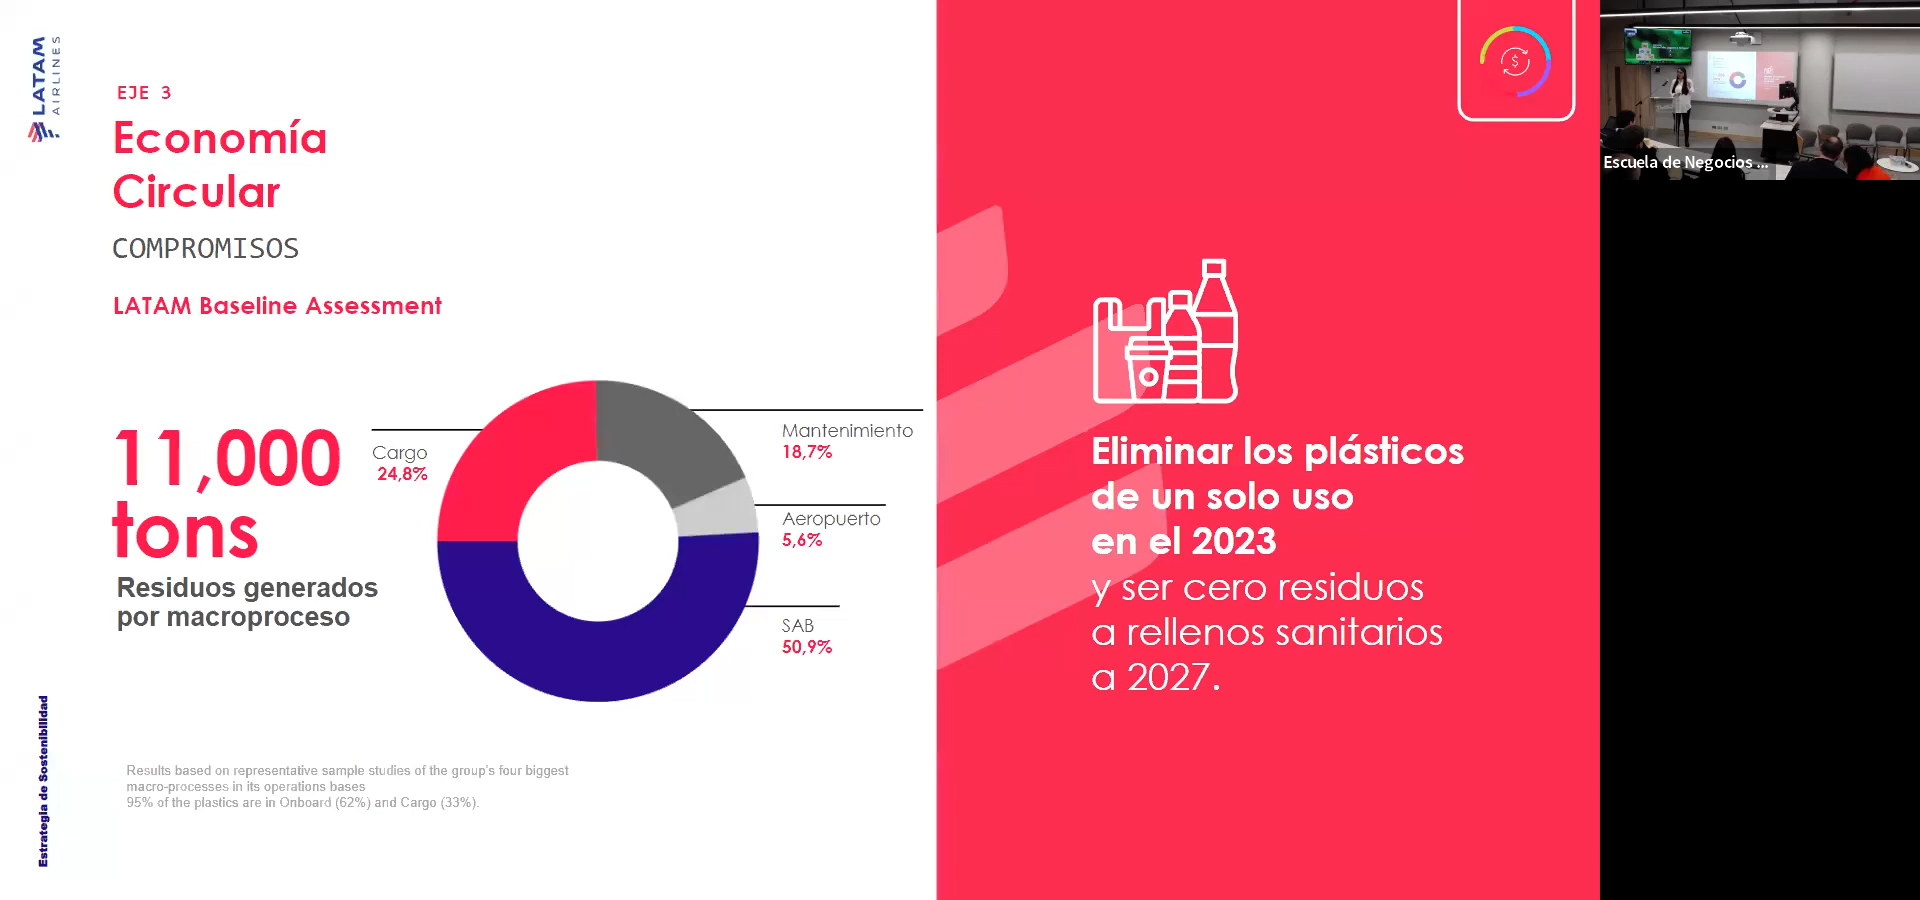 LATAM
AIRLINES
EJE 3
Economía
Circular
COMPROMISOS
LATAM Baseline Assessment
11,000
tons
Residuos generados
por macroproceso
Cargo
24,8%
Mantenimiento
18,7%
Aeropuerto
5,6%
SAB
50,9%
Results based on representative sample studies of the group's four biggest
macro-processes in its operations bases
95% of the plastics are in Onboard (62%) and Cargo (33%).
Estrategia de Sostenibilidad
$
Eliminar los plásticos
de un solo uso
en el 2023
y ser cero residuos
a rellenos sanitarios
a 2027.
Escuela de Negocios ...